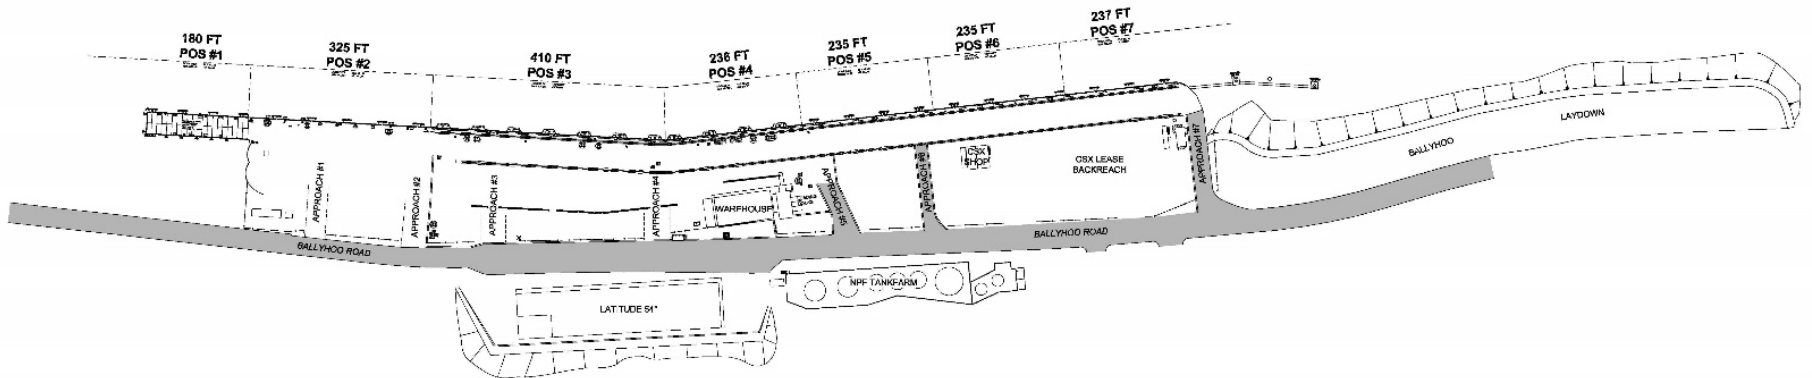 180 FT
POS #1
325 FT
POS #2
410 FT
POS #3
236 FT
POS #4
235 FT
POS #5
235 FT
POS #6
237 FT
POS #7
APPROACH #1
APPROACH #2
APPROACH #3
APPROACH #4
WAREHOUSE
APPROACH #5
APPROACH #6
CSX
SHOP
CSX LEASE
BACKREACH
APPROACH #7
BALLYHOO
LAYDOWN
BALLYHOO ROAD
BALLYHOO ROAD
LATITUDE 54°
NPF TANKFARM